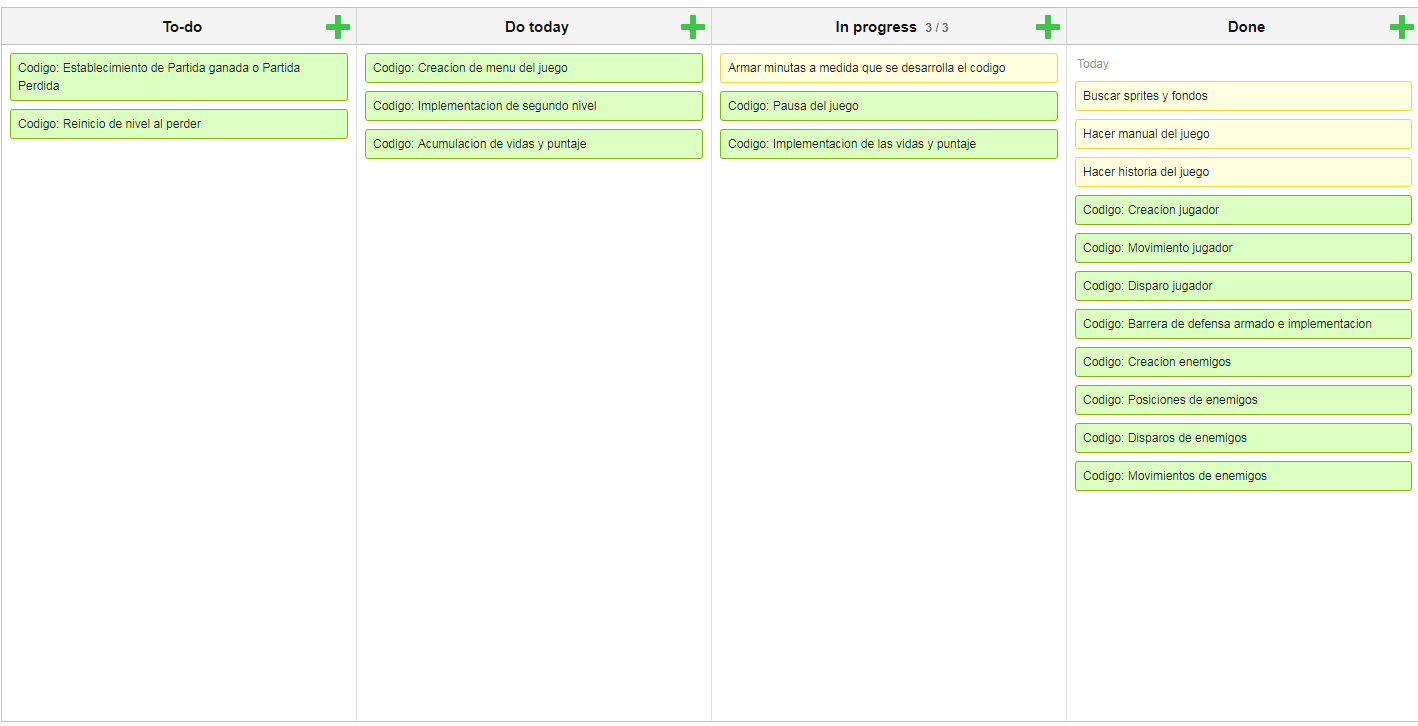 To-do
Codigo: Establecimiento de Partida ganada o Partida
Perdida
Codigo: Reinicio de nivel al perder
Do today
Codigo: Creacion de menu del juego
Codigo: Implementacion de segundo nivel
Codigo: Acumulacion de vidas y puntaje
In progress 3 / 3
Armar minutas a medida que se desarrolla el codigo
Codigo: Pausa del juego
Codigo: Implementacion de las vidas y puntaje
Done
Today
Buscar sprites y fondos
Hacer manual del juego
Hacer historia del juego
Codigo: Creacion jugador
Codigo: Movimiento jugador
Codigo: Disparo jugador
Codigo: Barrera de defensa armado e implementacion
Codigo: Creacion enemigos
Codigo: Posiciones de enemigos
Codigo: Disparos de enemigos
Codigo: Movimientos de enemigos